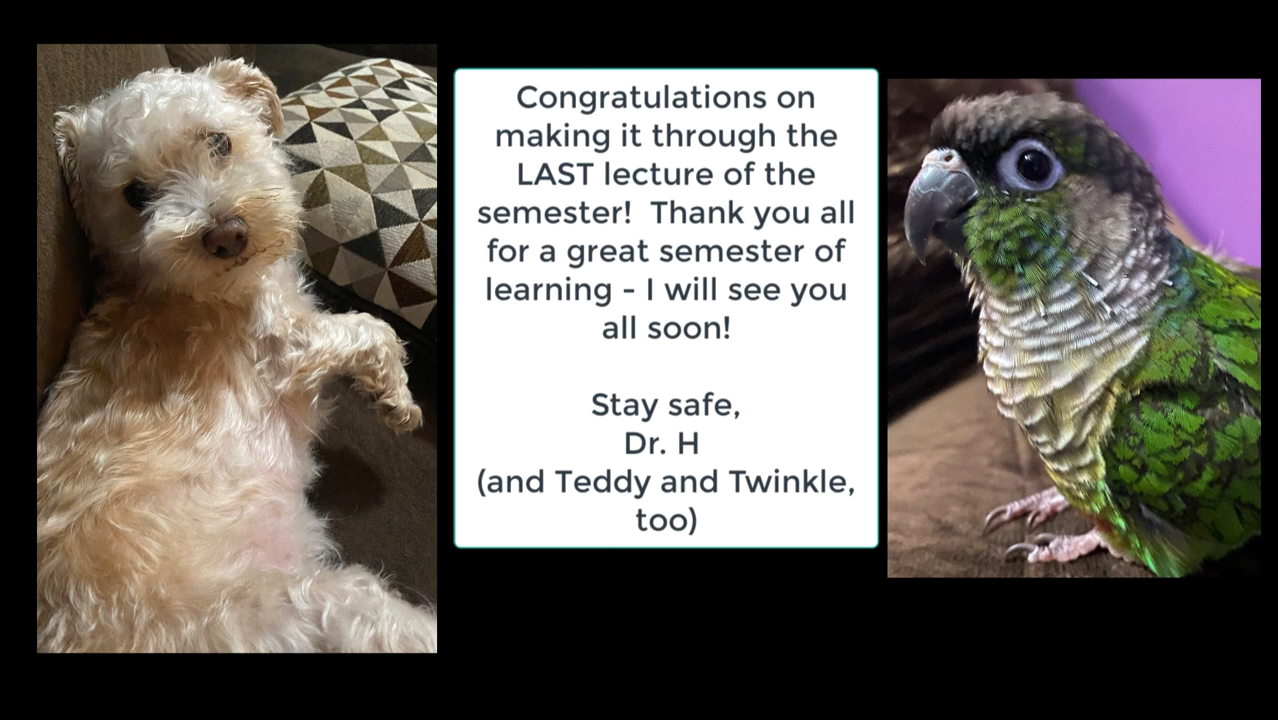 Congratulations on
making it through the
LAST lecture of the
semester!  Thank you all
for a great semester of
learning - I will see you
all soon!
Stay safe,
Dr. H
(and Teddy and Twinkle,
too)